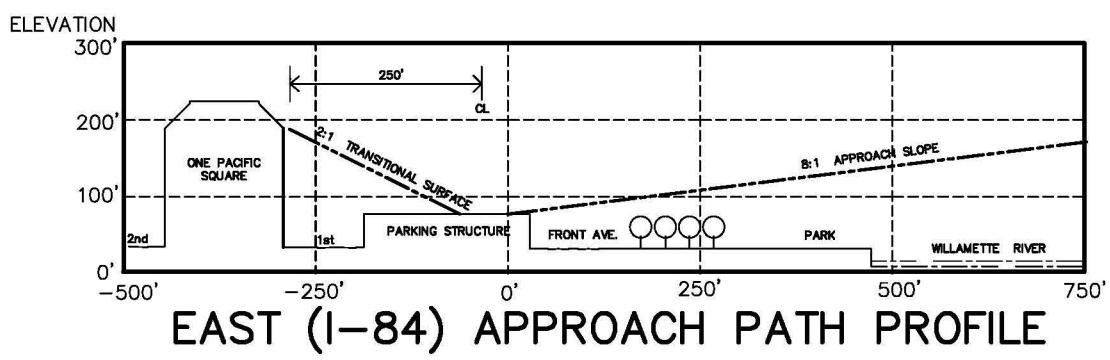 ELEVATION
300'
250'
CL
200'
2:1 TRANSITIONAL SURFACE
8:1 APPROACH SLOPE
ONE PACIFIC
SQUARE
100'
2nd
1st
PARKING STRUCTURE
FRONT AVE.
PARK
WILLAMETTE RIVER
0'
-500'
-250'
0'
250'
500'
750'
EAST (I-84) APPROACH PATH PROFILE